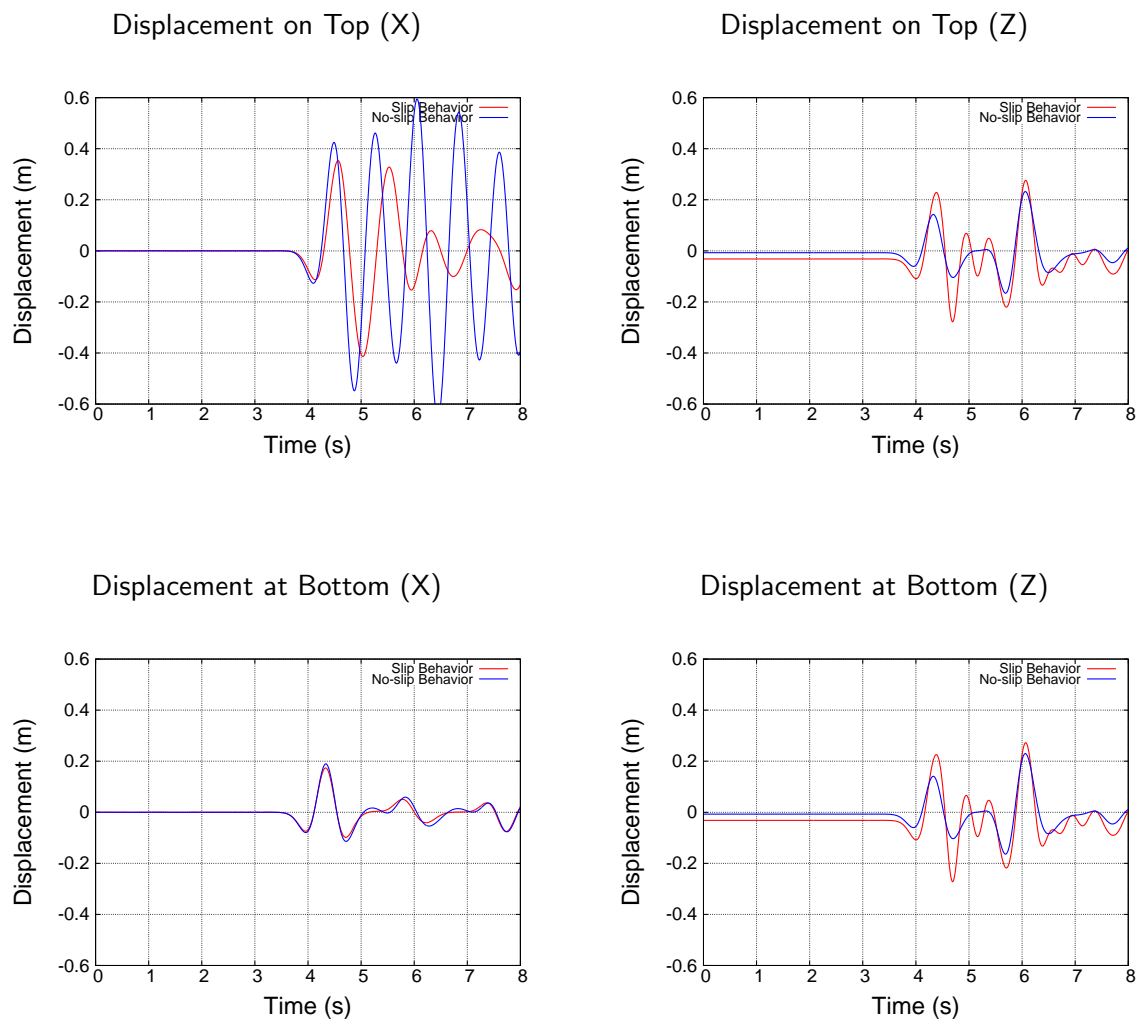 Displacement on Top (X)
0.6
0.4
0.2
0
-0.2
-0.4
-0.6
0 1 2 3 4 5 6 7 8
Displacement (m)
Time (s)
Slip Behavior
No-slip Behavior
Displacement on Top (Z)
0.6
0.4
0.2
0
-0.2
-0.4
-0.6
0 1 2 3 4 5 6 7 8
Displacement (m)
Time (s)
Slip Behavior
No-slip Behavior
Displacement at Bottom (X)
0.6
0.4
0.2
0
-0.2
-0.4
-0.6
0 1 2 3 4 5 6 7 8
Displacement (m)
Time (s)
Slip Behavior
No-slip Behavior
Displacement at Bottom (Z)
0.6
0.4
0.2
0
-0.2
-0.4
-0.6
0 1 2 3 4 5 6 7 8
Displacement (m)
Time (s)
Slip Behavior
No-slip Behavior